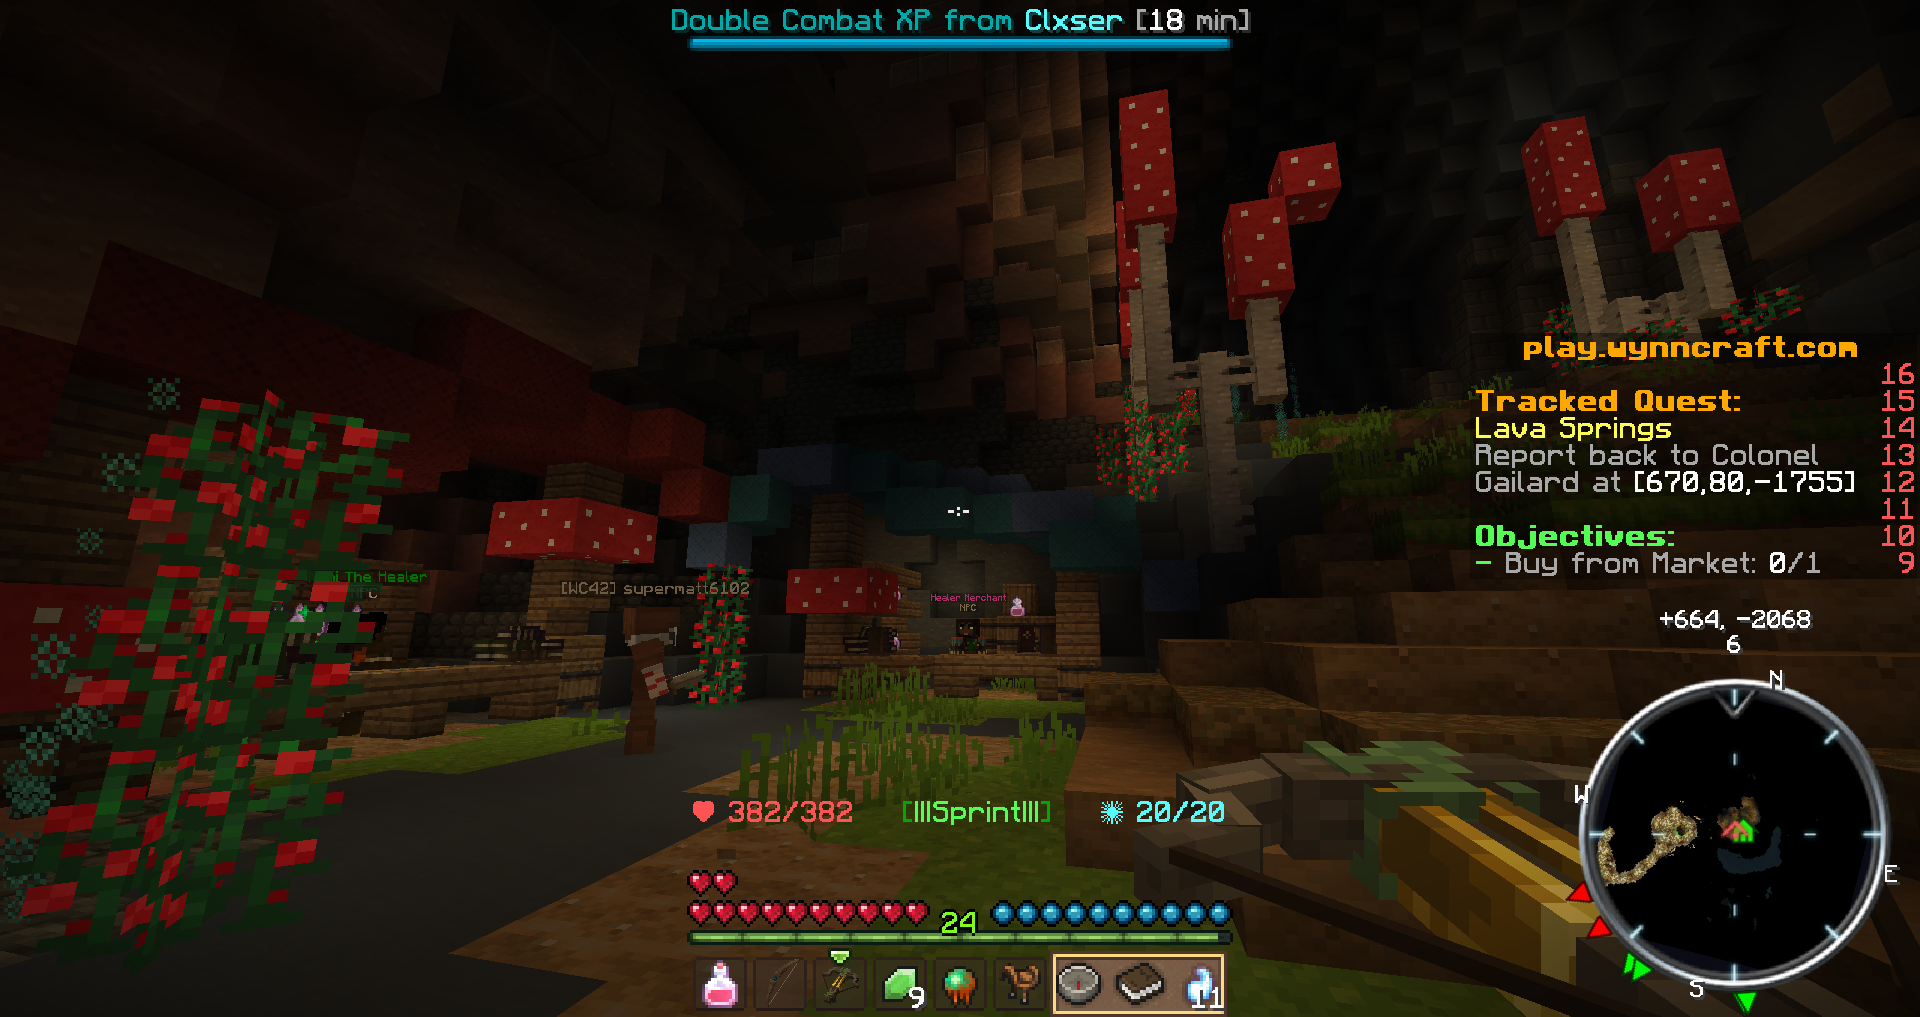 Double Combat XP from Clxser [18 min]
play.wynncraft.com
16
Tracked Quest: 15
Lava Springs 14
Report back to Colonel 13
Gailard at [670,80,-1755] 12
11
Objectives: 10
- Buy from Market: 0/1 9
+664, -2068
6
N
W
E
S
The Healer
[WC42] supermatt6102
Healer Merchant
NPC
382/382 [|||Sprint|||] 20/20
24
9
11